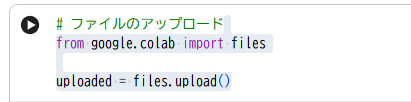 # ファイルのアップロード
from google.colab import files

uploaded = files.upload()